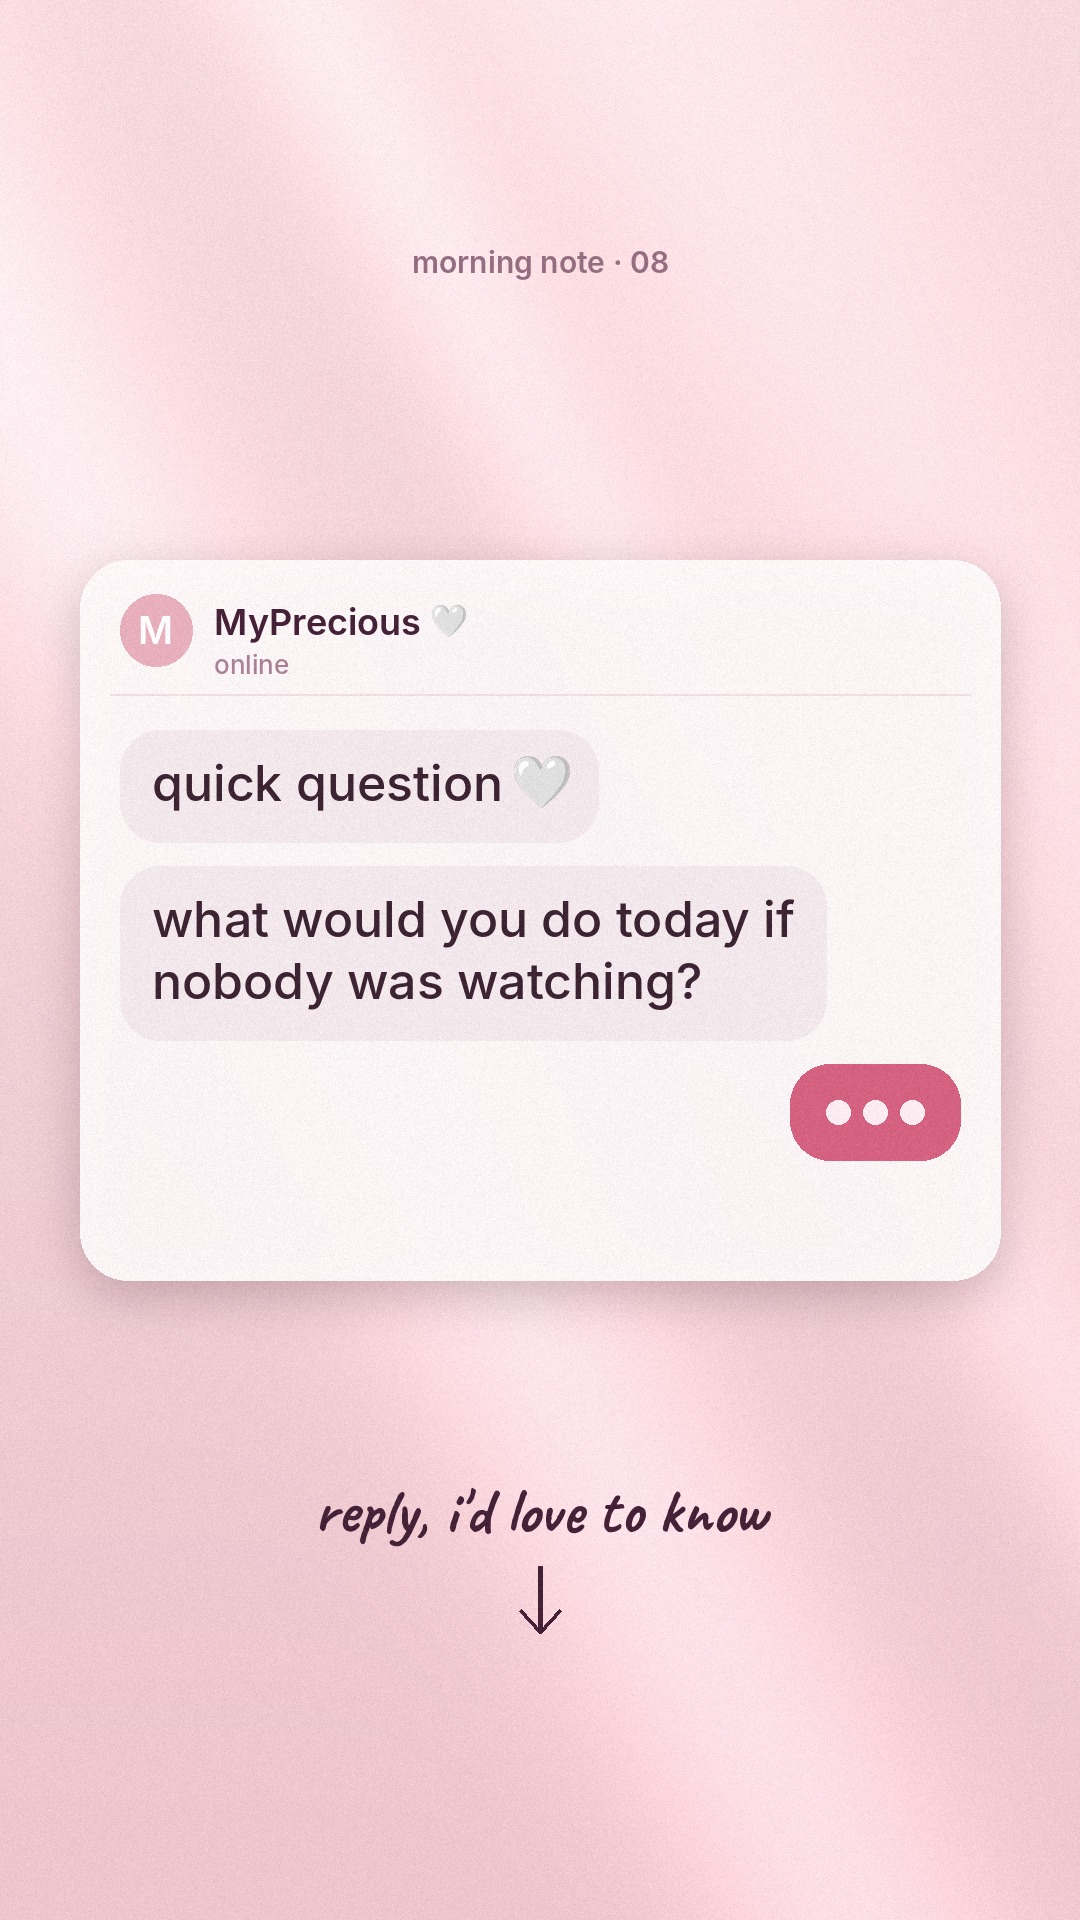 morning note · 08
M
MyPrecious 🤍
online
quick question 🤍
what would you do today if
nobody was watching?
reply, i'd love to know